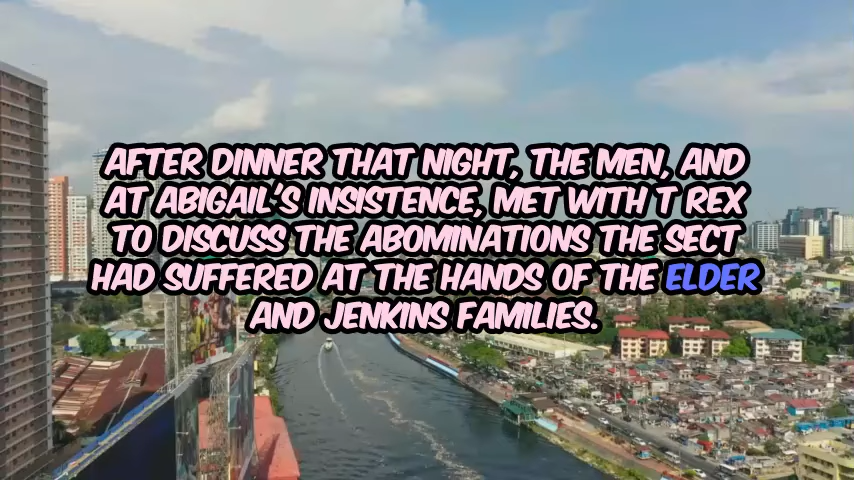 AFTER DINNER THAT NIGHT, THE MEN, AND
AT ABIGAIL'S INSISTENCE, MET WITH T REX
TO DISCUSS THE ABOMINATIONS THE SECT
HAD SUFFERED AT THE HANDS OF THE ELDER
AND JENKINS FAMILIES.